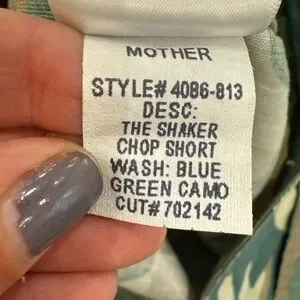 MOTHER
STYLE# 4086-813
DESC:
THE SHAKER
CHOP SHORT
WASH: BLUE
GREEN CAMO
CUT# 702142